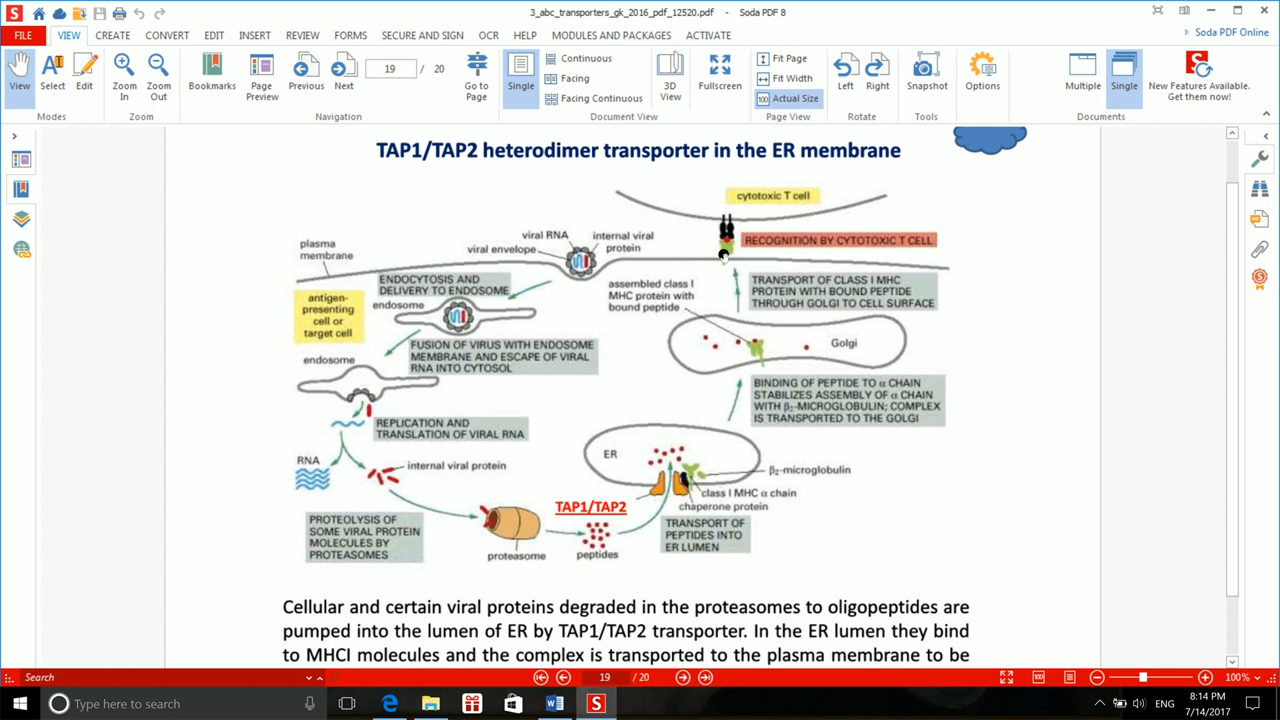 3_abc_transporters_gk_2016_pdf_12520.pdf - Soda PDF 8
FILE VIEW CREATE CONVERT EDIT INSERT REVIEW FORMS SECURE AND SIGN OCR HELP MODULES AND PACKAGES ACTIVATE
Soda PDF Online
View
Select
Edit
Modes
Zoom
In
Zoom
Out
Zoom
Bookmarks
Page
Preview
Previous
Next
19 / 20
Go to
Page
Navigation
Single
Continuous
Facing
Facing Continuous
3D
View
Fullscreen
Document View
Fit Page
Fit Width
100 Actual Size
Page View
Left
Right
Rotate
Snapshot
Tools
Options
Multiple
Single
Documents
New Features Available.
Get them now!
TAP1/TAP2 heterodimer transporter in the ER membrane
cytotoxic T cell
RECOGNITION BY CYTOTOXIC T CELL
viral RNA
viral envelope
internal viral
protein
plasma
membrane
ENDOCYTOSIS AND
DELIVERY TO ENDOSOME
assembled class I
MHC protein with
bound peptide
TRANSPORT OF CLASS I MHC
PROTEIN WITH BOUND PEPTIDE
THROUGH GOLGI TO CELL SURFACE
antigen-
presenting
cell or
target cell
endosome
FUSION OF VIRUS WITH ENDOSOME
MEMBRANE AND ESCAPE OF VIRAL
RNA INTO CYTOSOL
Golgi
endosome
BINDING OF PEPTIDE TO α CHAIN
STABILIZES ASSEMBLY OF α CHAIN
WITH β2-MICROGLOBULIN; COMPLEX
IS TRANSPORTED TO THE GOLGI
REPLICATION AND
TRANSLATION OF VIRAL RNA
RNA
internal viral protein
ER
β2-microglobulin
class I MHC α chain
chaperone protein
TAP1/TAP2
PROTEOLYSIS OF
SOME VIRAL PROTEIN
MOLECULES BY
PROTEASOMES
proteasome
peptides
TRANSPORT OF
PEPTIDES INTO
ER LUMEN
Cellular and certain viral proteins degraded in the proteasomes to oligopeptides are
pumped into the lumen of ER by TAP1/TAP2 transporter. In the ER lumen they bind
to MHCI molecules and the complex is transported to the plasma membrane to be
Search
19 / 20
100%
Type here to search
ENG
8:14 PM
7/14/2017